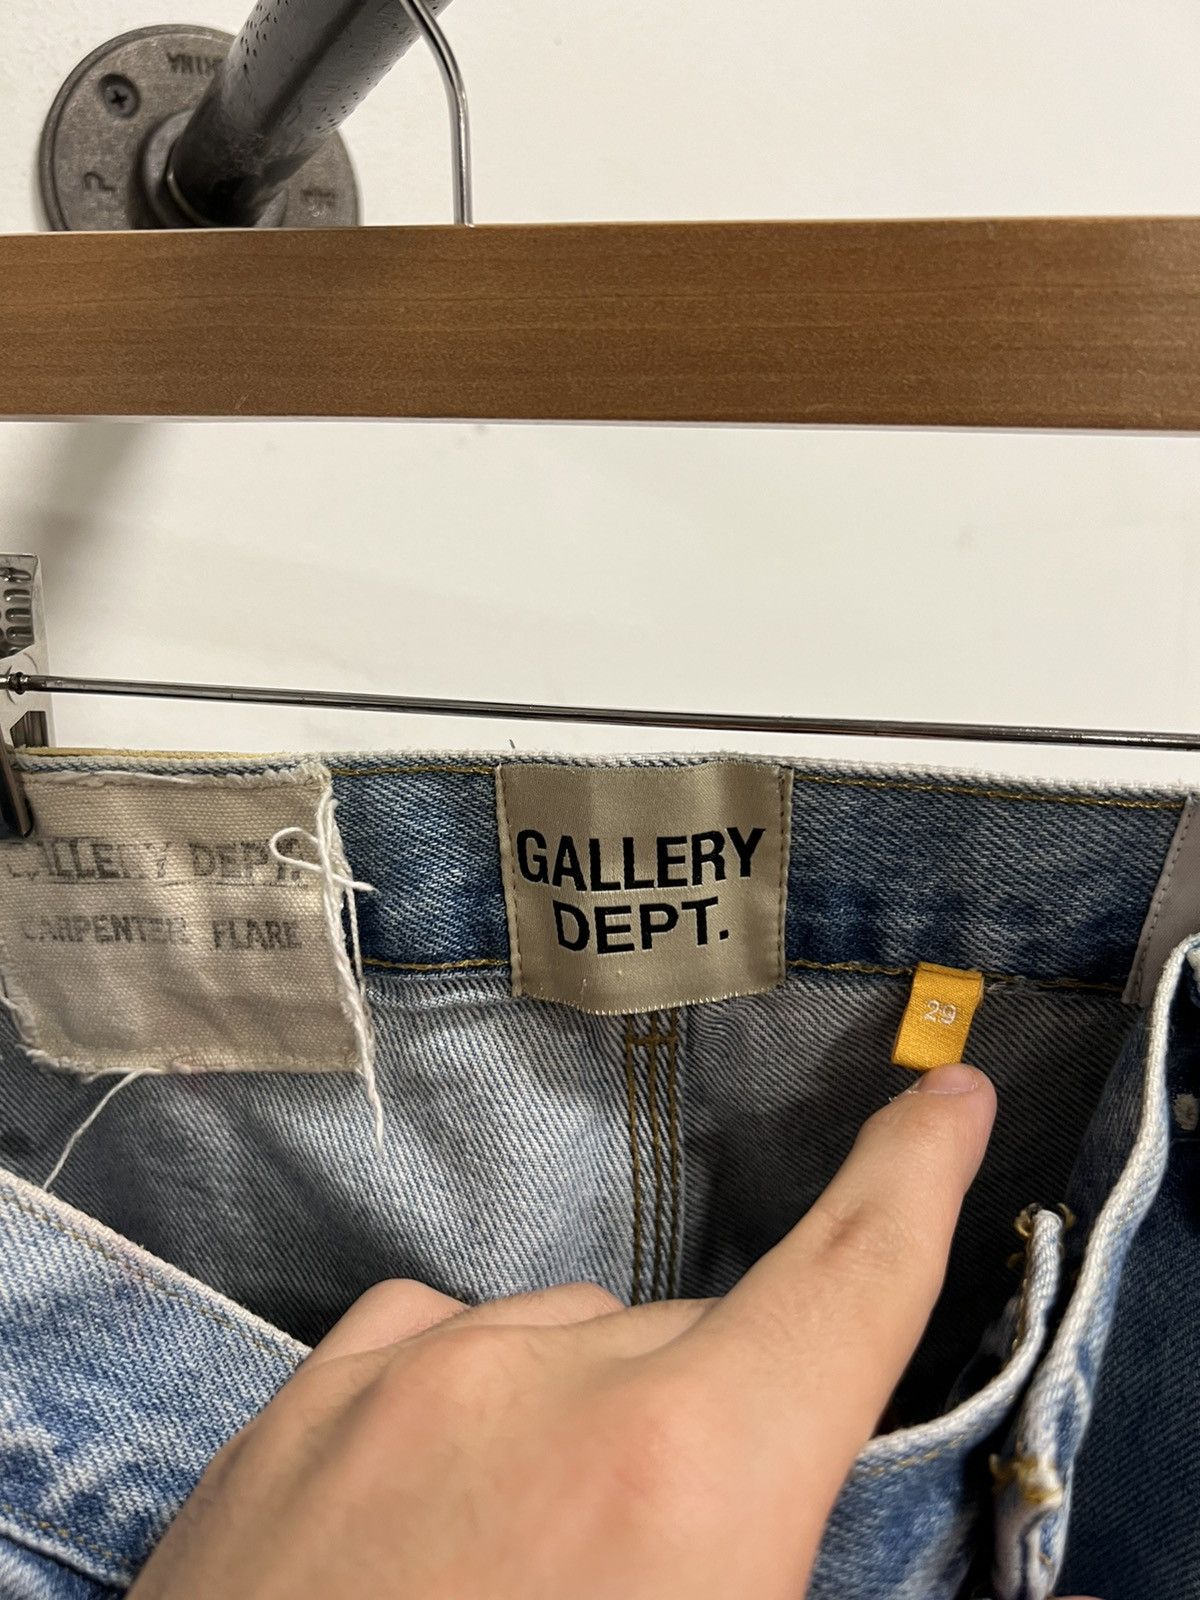 GALLERY DEPT.
CARPENTER FLARE
GALLERY
DEPT.
29